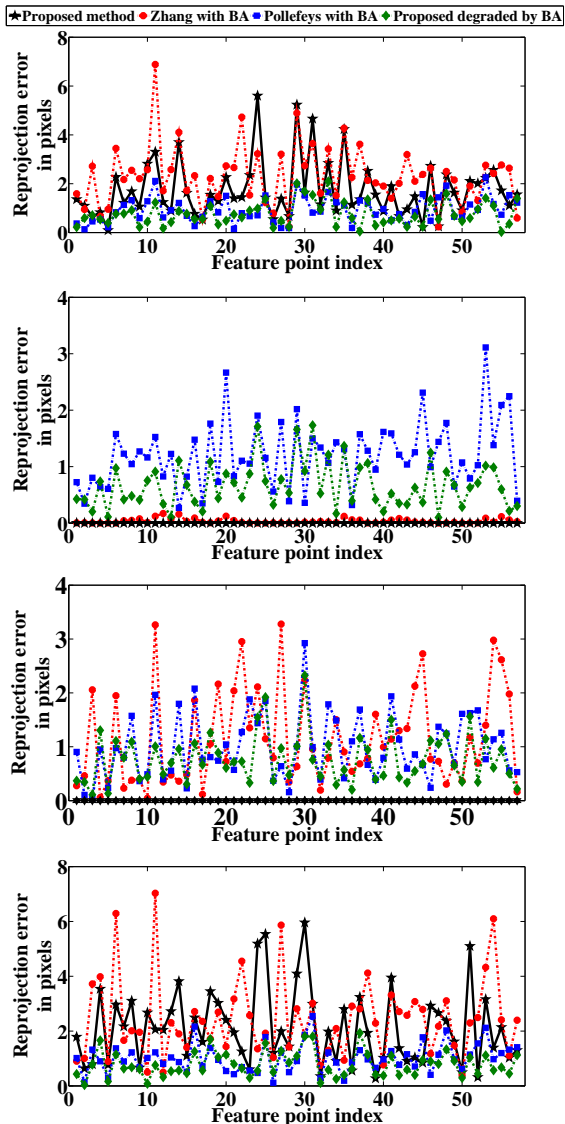 Proposed method Zhang with BA Pollefeys with BA Proposed degraded by BA
8
6
4
2
0
0 10 20 30 40 50
Reprojection error
in pixels
Feature point index
4
3
2
1
0
0 10 20 30 40 50
Reprojection error
in pixels
Feature point index
4
3
2
1
0
0 10 20 30 40 50
Reprojection error
in pixels
Feature point index
8
6
4
2
0
0 10 20 30 40 50
Reprojection error
in pixels
Feature point index